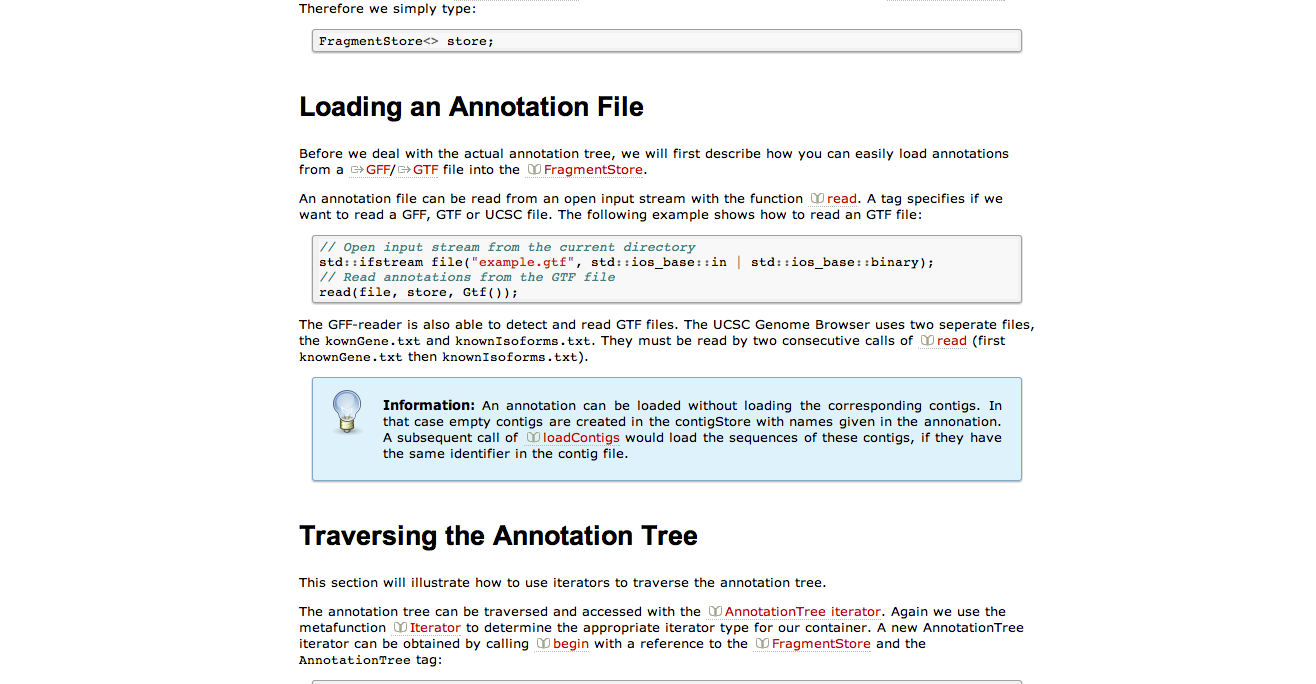 Therefore we simply type:
FragmentStore<> store;
Loading an Annotation File
Before we deal with the actual annotation tree, we will first describe how you can easily load annotations
from a GFF/GTF file into the FragmentStore.
An annotation file can be read from an open input stream with the function read. A tag specifies if we
want to read a GFF, GTF or UCSC file. The following example shows how to read an GTF file:
// Open input stream from the current directory
std::ifstream file("example.gtf", std::ios_base::in | std::ios_base::binary);
// Read annotations from the GTF file
read(file, store, Gtf());
The GFF-reader is also able to detect and read GTF files. The UCSC Genome Browser uses two seperate files,
the kownGene.txt and knownIsoforms.txt. They must be read by two consecutive calls of read (first
knownGene.txt then knownIsoforms.txt).
Information: An annotation can be loaded without loading the corresponding contigs. In
that case empty contigs are created in the contigStore with names given in the annonation.
A subsequent call of loadContigs would load the sequences of these contigs, if they have
the same identifier in the contig file.
Traversing the Annotation Tree
This section will illustrate how to use iterators to traverse the annotation tree.
The annotation tree can be traversed and accessed with the AnnotationTree iterator. Again we use the
metafunction Iterator to determine the appropriate iterator type for our container. A new AnnotationTree
iterator can be obtained by calling begin with a reference to the FragmentStore and the
AnnotationTree tag: